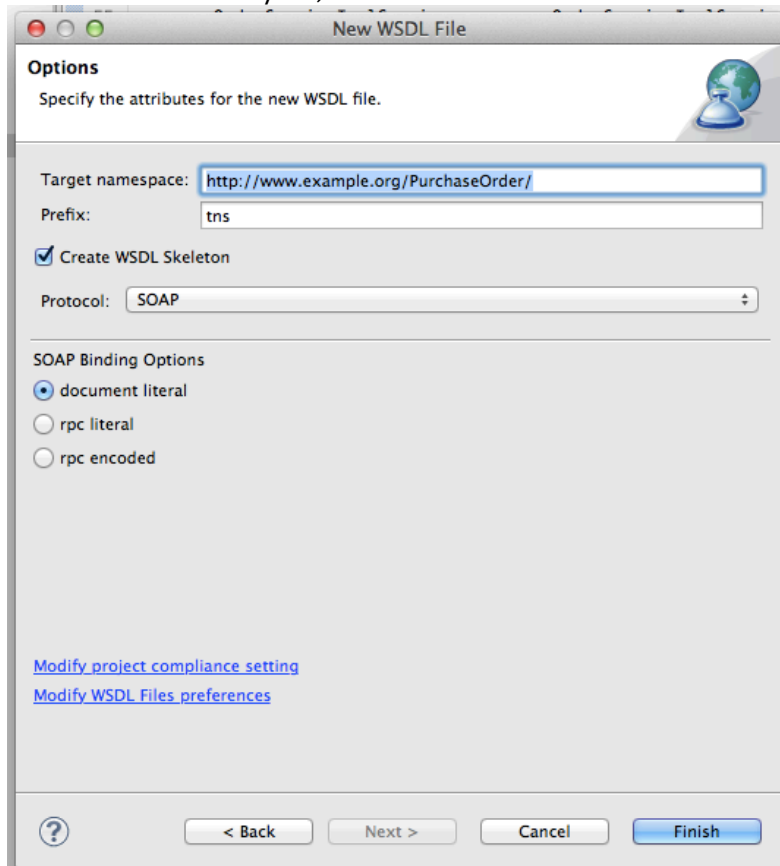 New WSDL File
Options
Specify the attributes for the new WSDL file.
Target namespace: http://www.example.org/PurchaseOrder/
Prefix: tns
Create WSDL Skeleton
Protocol: SOAP
SOAP Binding Options
document literal
rpc literal
rpc encoded
Modify project compliance setting
Modify WSDL Files preferences
? < Back Next > Cancel Finish